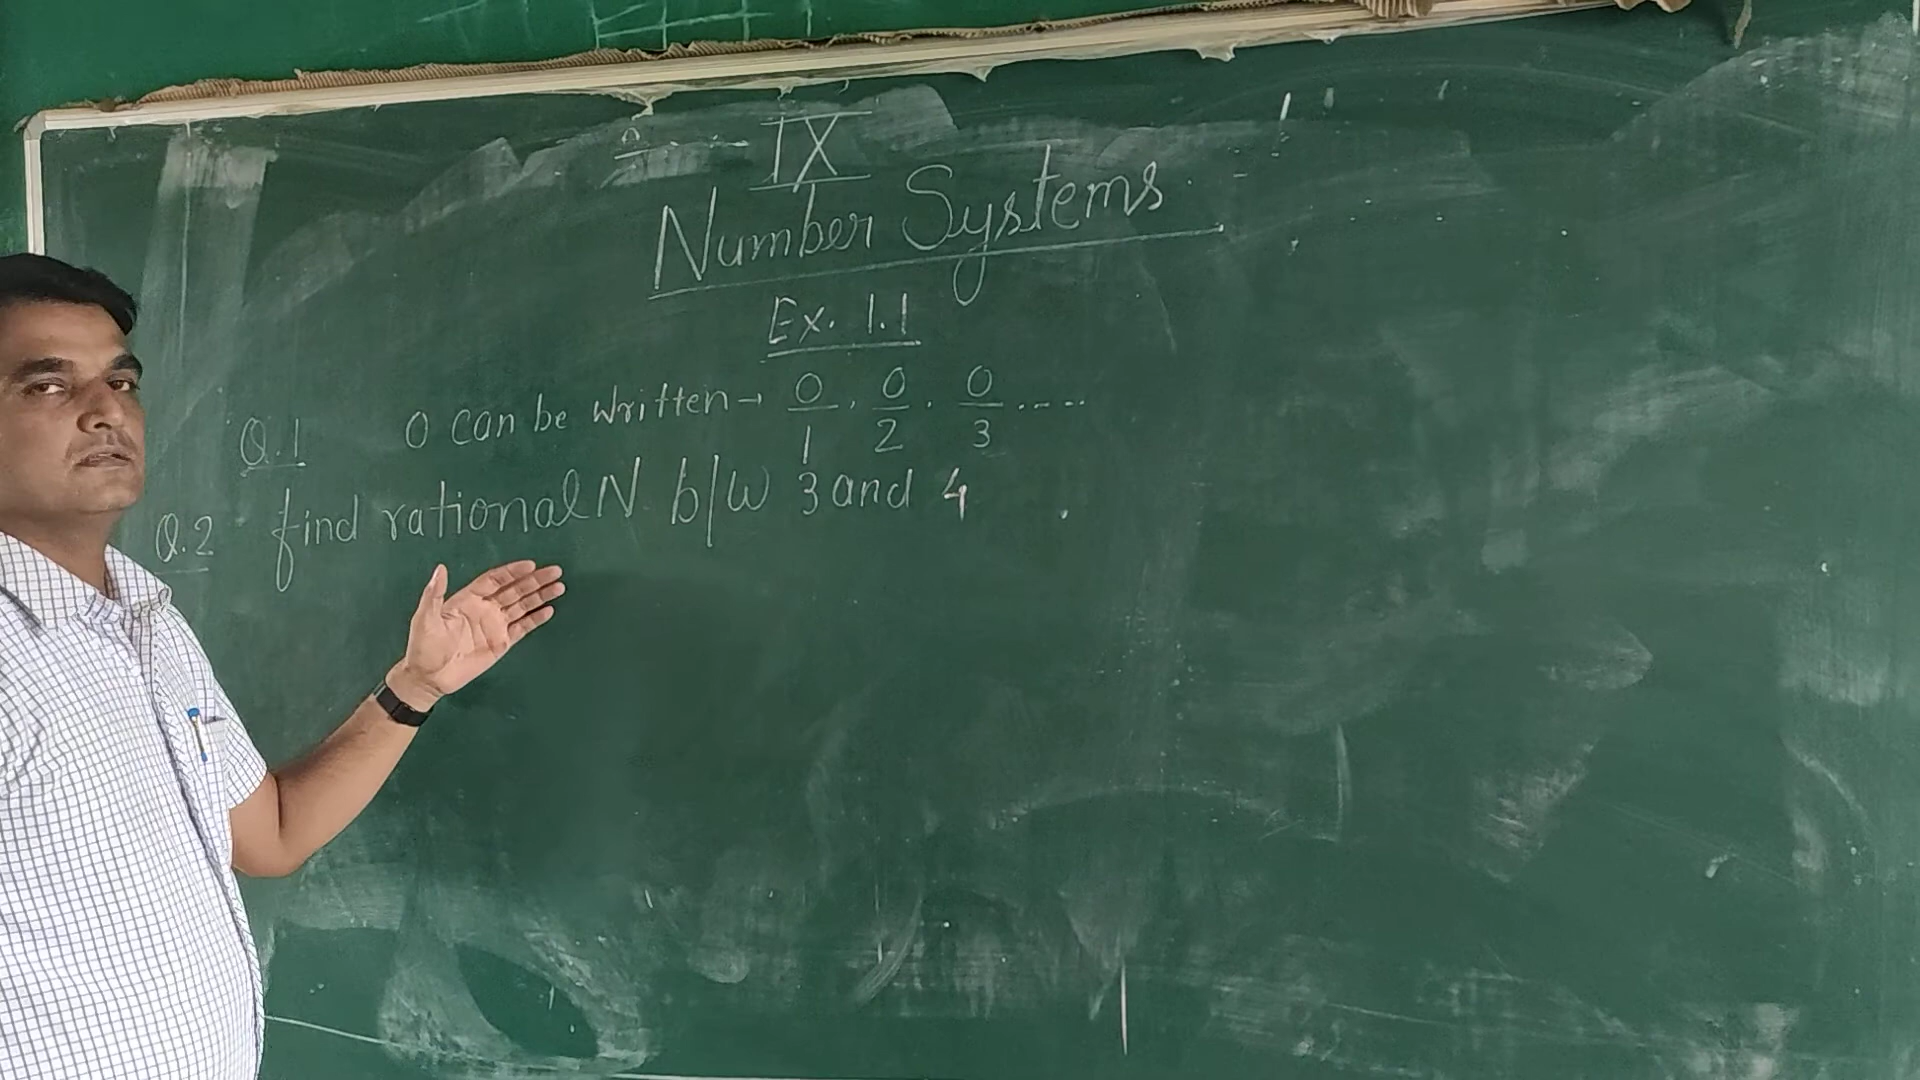 IX
Number Systems
Ex. 1.1
Q.1 0 can be written → 0/1, 0/2, 0/3 .....
Q.2 find rational N b/w 3 and 4